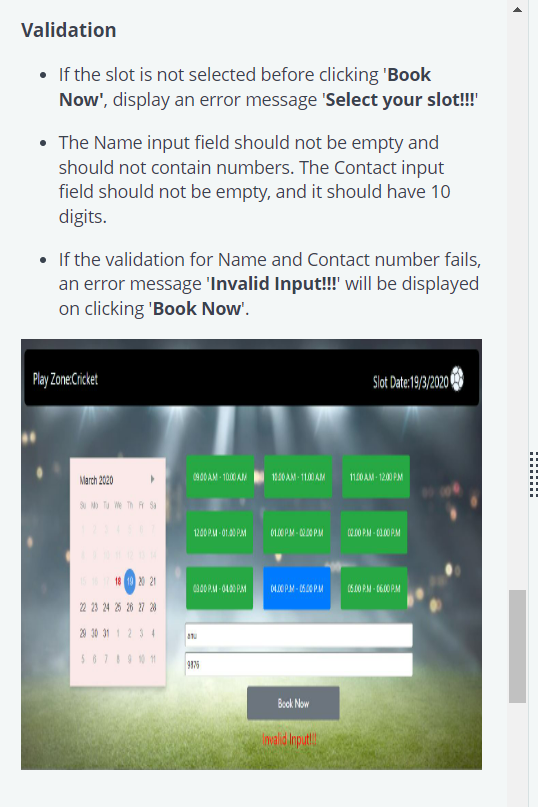 Validation
If the slot is not selected before clicking 'Book
Now', display an error message 'Select your slot!!!'
The Name input field should not be empty and
should not contain numbers. The Contact input
field should not be empty, and it should have 10
digits.
If the validation for Name and Contact number fails,
an error message 'Invalid Input!!!' will be displayed
on clicking 'Book Now'.
Play Zone:Cricket
Slot Date:19/3/2020
March 2020
Su Mo Tu We Th Fr Sa
18 19 20 21
22 23 24 25 26 27 28
29 30 31 1 2 3 4
5 6 7 8 9 10 11
09.00 A.M - 10.00 A.M
10.00 A.M - 11.00 A.M
11.00 A.M - 12.00 P.M
12.00 P.M - 01.00 P.M
01.00 P.M - 02.00 P.M
02.00 P.M - 03.00 P.M
03.00 P.M - 04.00 P.M
04.00 P.M - 05.00 P.M
05.00 P.M - 06.00 P.M
anu
9876
Book Now
Invalid Input!!!